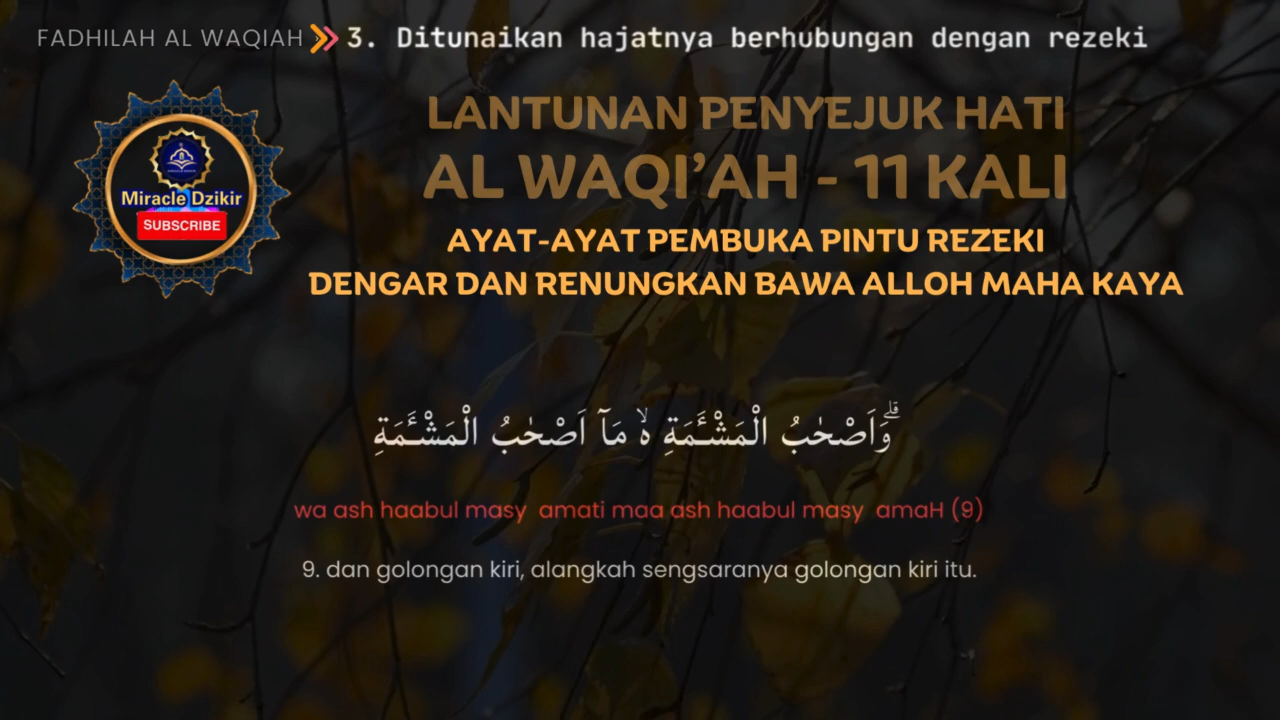 FADHILAH AL WAQIAH 3. Ditunaikan hajatnya berhubungan dengan rezeki
LANTUNAN PENYEJUK HATI
AL WAQI'AH - 11 KALI
AYAT-AYAT PEMBUKA PINTU REZEKI
DENGAR DAN RENUNGKAN BAWA ALLOH MAHA KAYA
Miracle Dzikir
SUBSCRIBE
وَاَصْحٰبُ الْمَشْـَٔمَةِ ەۙ مَآ اَصْحٰبُ الْمَشْـَٔمَةِۗ
wa ash haabul masy amati maa ash haabul masy amaH (9)
9. dan golongan kiri, alangkah sengsaranya golongan kiri itu.